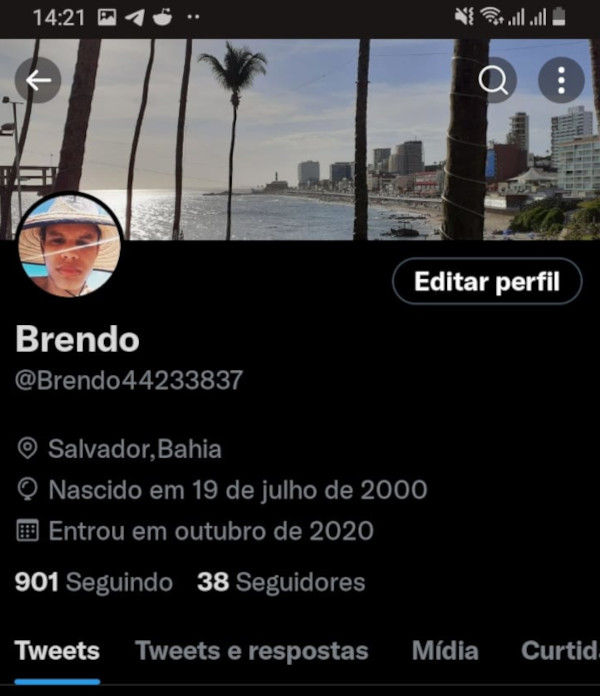 14:21
Editar perfil
Brendo
@Brendo44233837
Salvador,Bahia
Nascido em 19 de julho de 2000
Entrou em outubro de 2020
901 Seguindo 38 Seguidores
Tweets Tweets e respostas Mídia Curtid